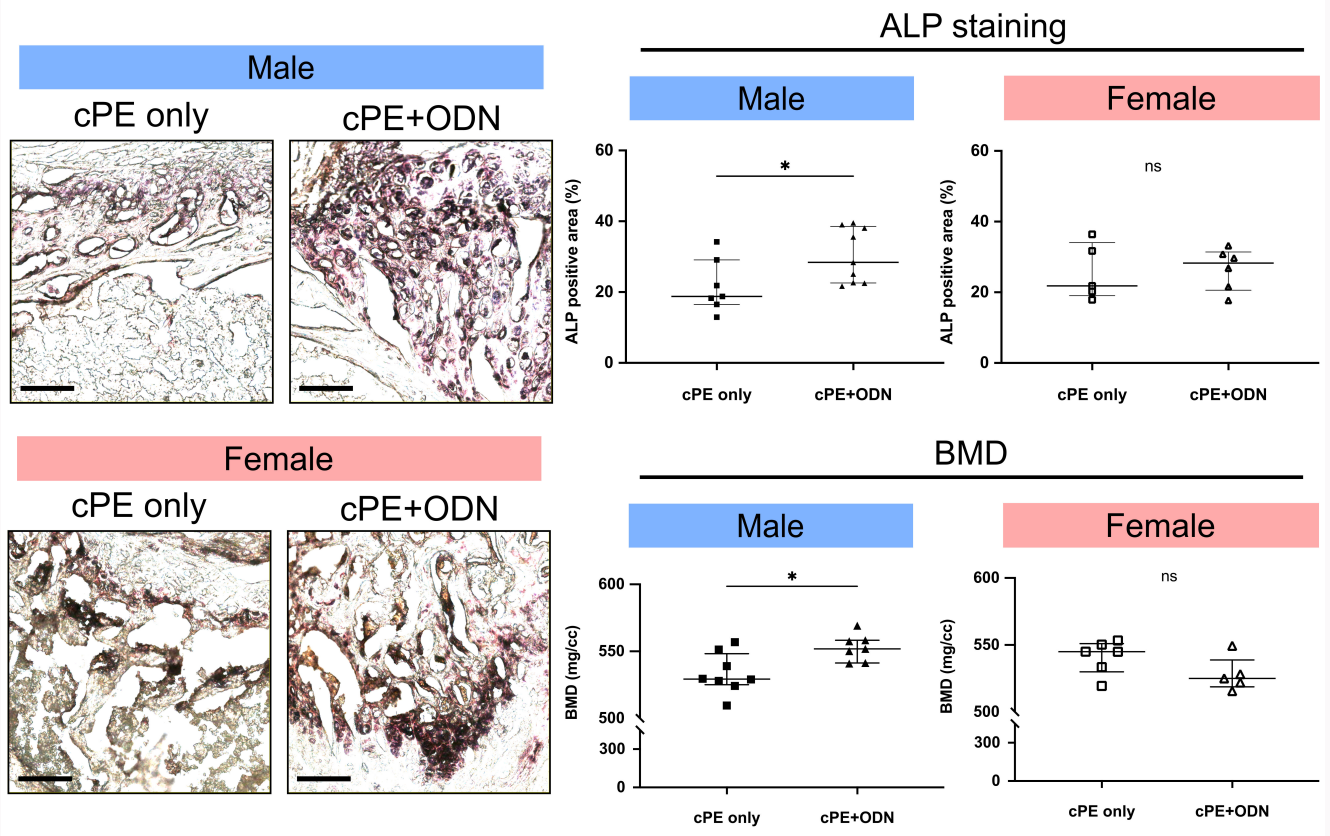 Male
cPE only
cPE+ODN
Female
cPE only
cPE+ODN
ALP staining
Male
Female
ALP positive area (%)
60
40
20
0
*
cPE only
cPE+ODN
ALP positive area (%)
60
40
20
0
ns
cPE only
cPE+ODN
BMD
Male
Female
BMD (mg/cc)
600
550
500
300
0
*
cPE only
cPE+ODN
BMD (mg/cc)
600
550
500
300
0
ns
cPE only
cPE+ODN